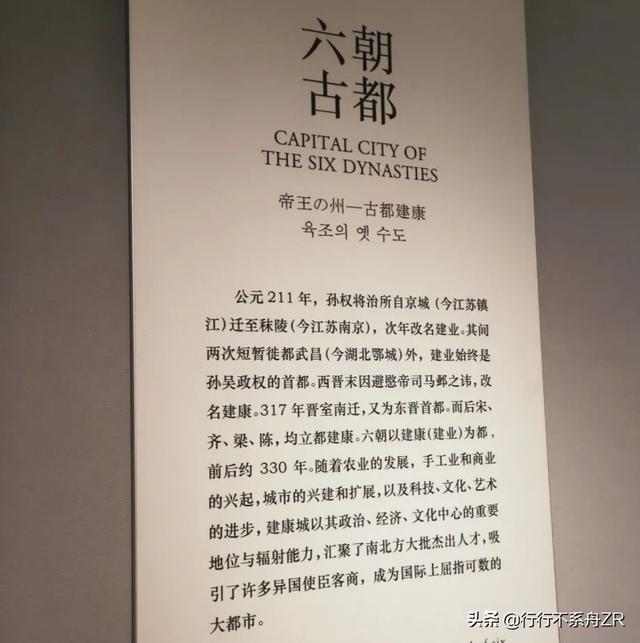 六朝
古都
CAPITAL CITY OF
THE SIX DYNASTIES
帝王の州—古都建康
육조의 옛 수도
公元211年，孙权将治所自京城（今江苏镇
江）迁至秣陵（今江苏南京），次年改名建业。其间
两次短暂徙都武昌（今湖北鄂城）外，建业始终是
孙吴政权的首都。西晋末因避愍帝司马邺之讳，改
名建康。317年晋室南迁，又为东晋首都。而后宋、
齐、梁、陈，均立都建康。六朝以建康（建业）为都，
前后约 330 年。随着农业的发展，手工业和商业
的兴起，城市的兴建和扩展，以及科技、文化、艺术
的进步，建康城以其政治、经济、文化中心的重要
地位与辐射能力，汇聚了南北方大批杰出人才，吸
引了许多异国使臣客商，成为国际上屈指可数的
大都市。
头条 @行行不系舟ZR